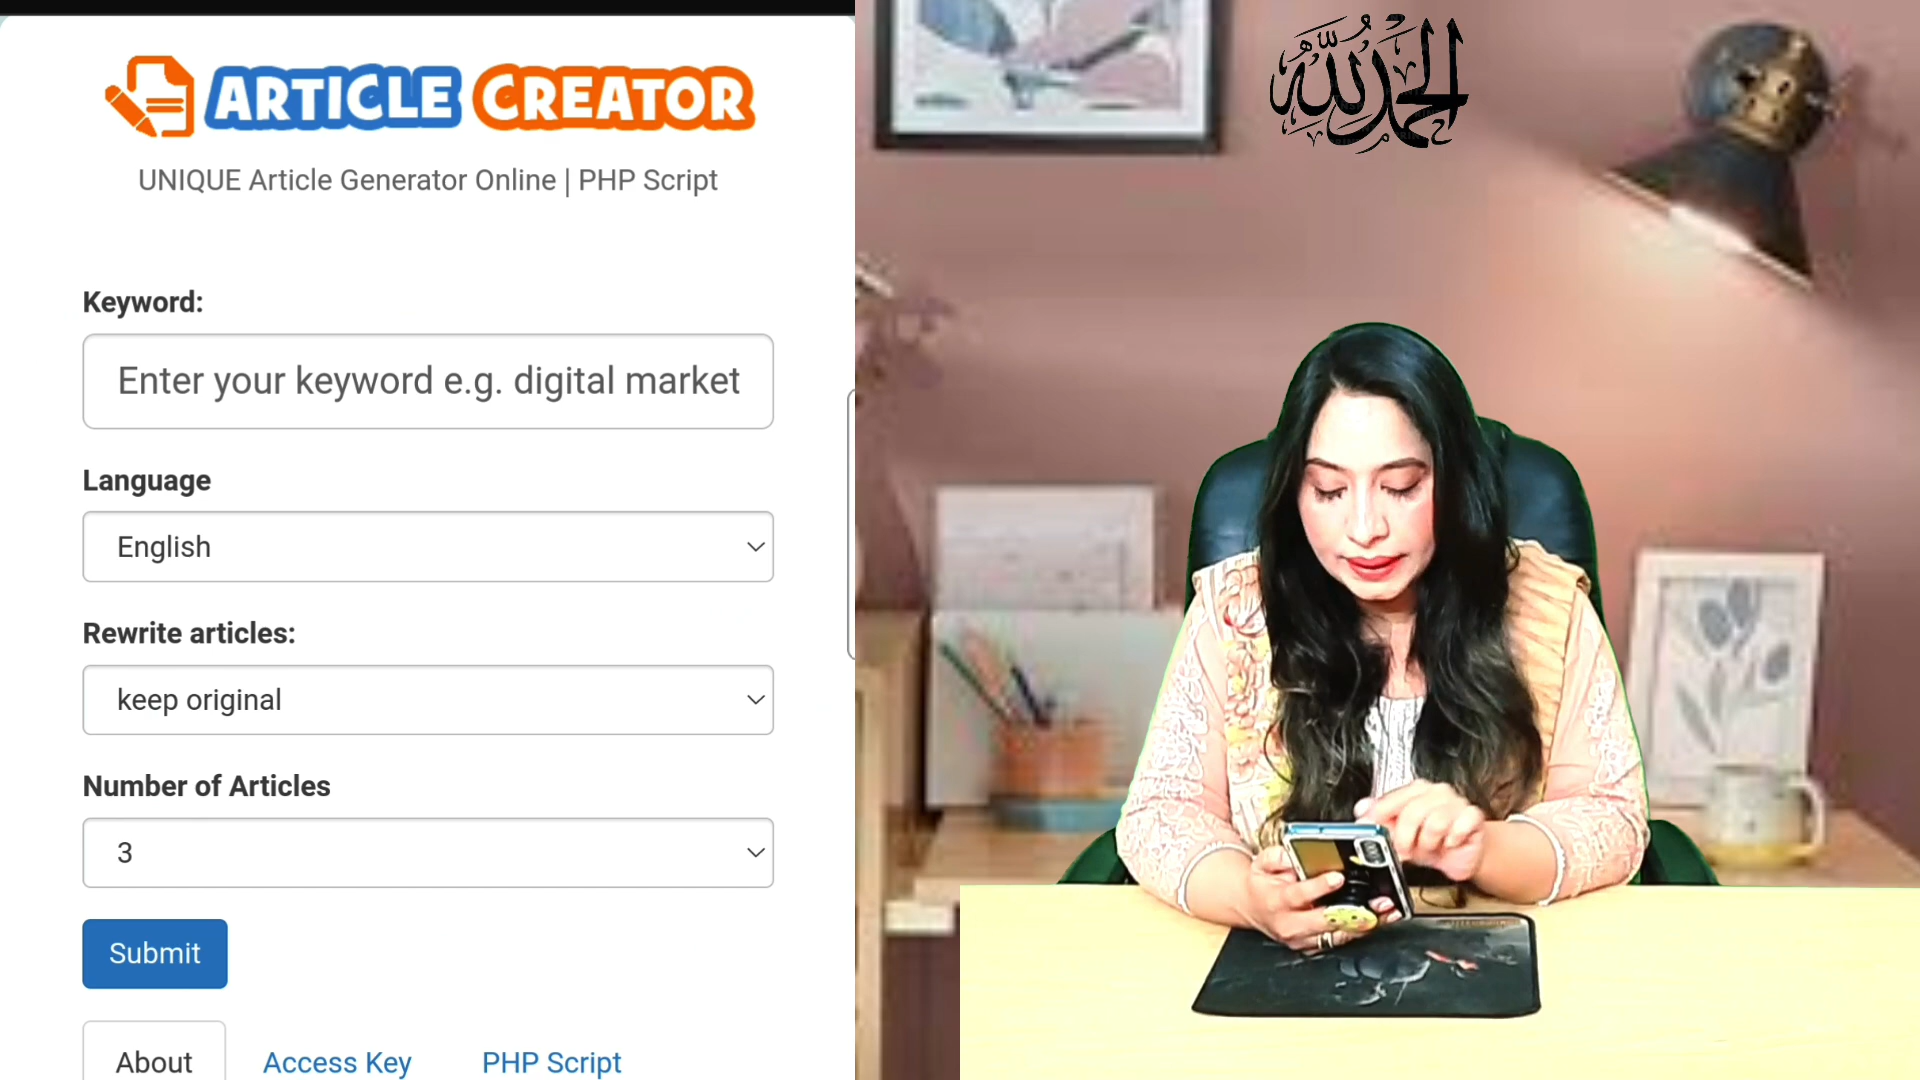 ARTICLE CREATOR
UNIQUE Article Generator Online | PHP Script
Keyword:
Enter your keyword e.g. digital market
Language
English
Rewrite articles:
keep original
Number of Articles
3
Submit
About Access Key PHP Script
الحمد لله